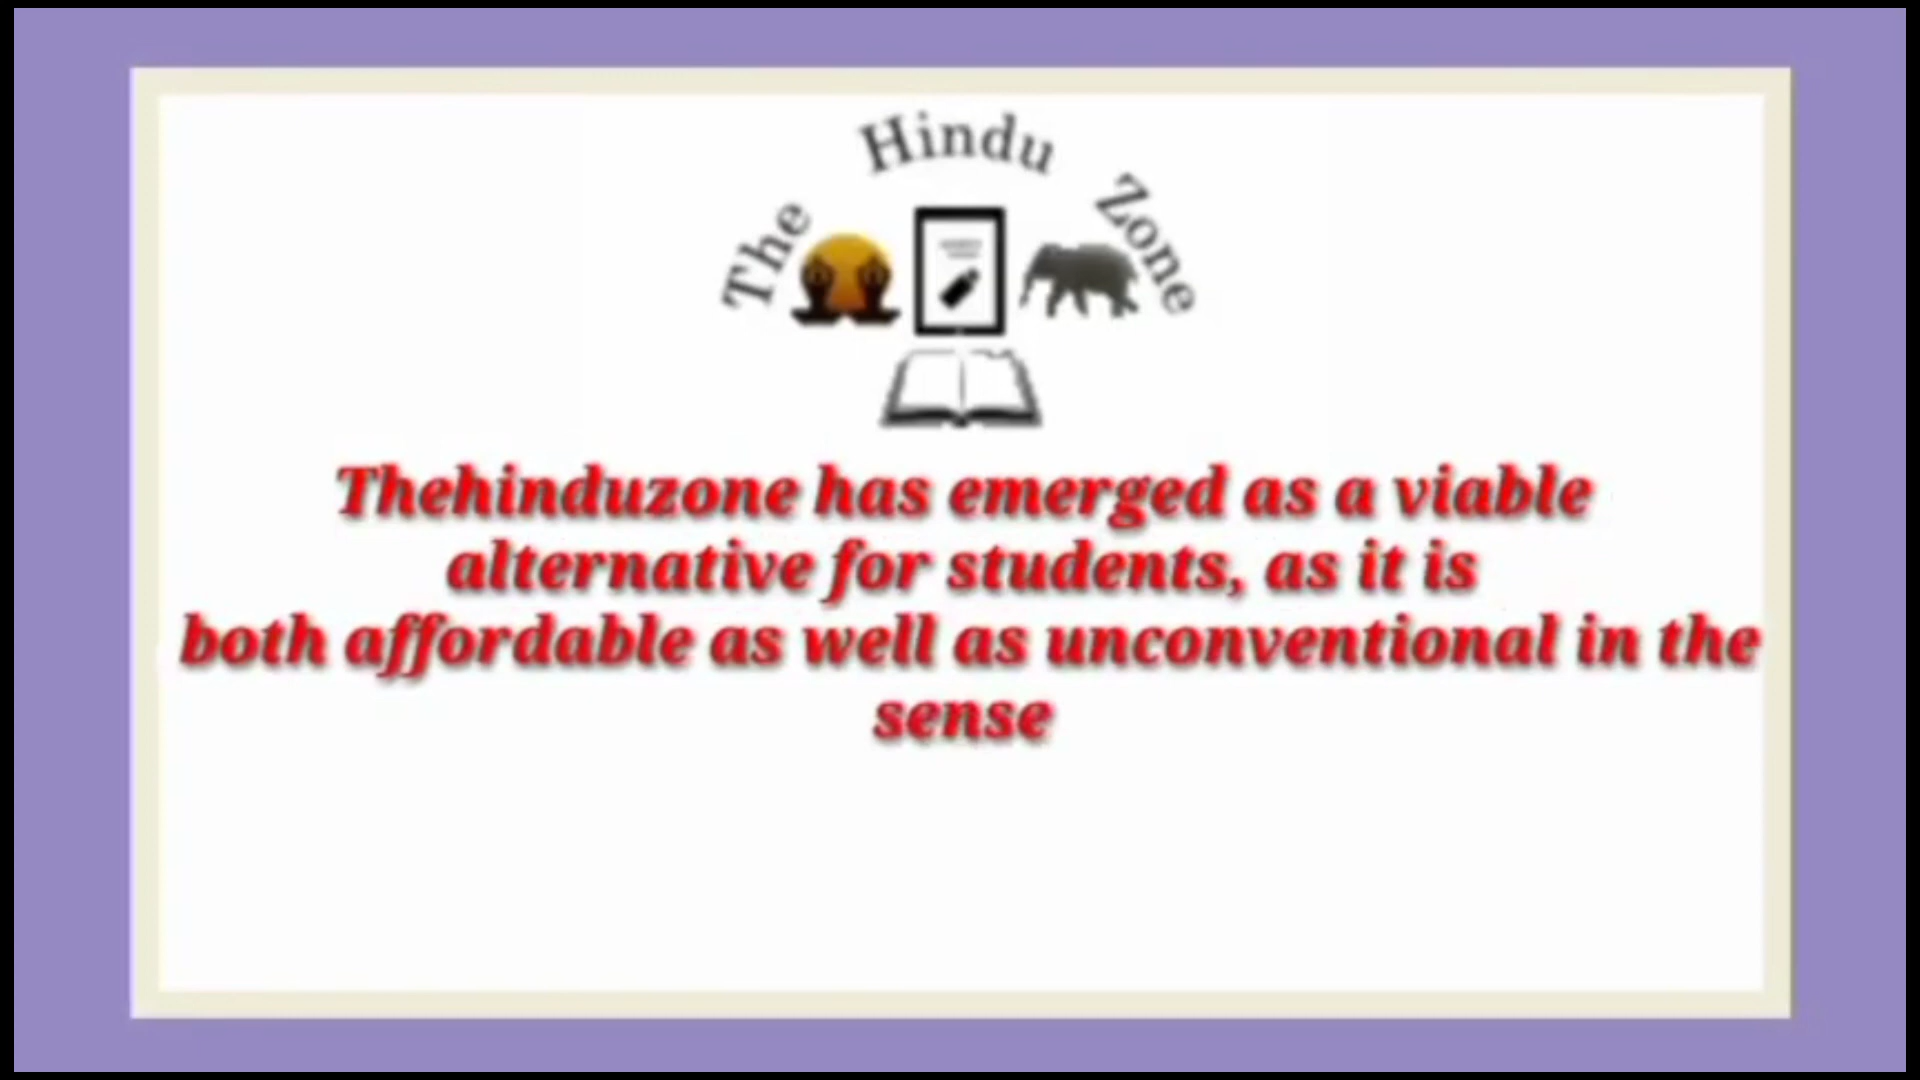 The Hindu Zone
Thehinduzone has emerged as a viable
alternative for students, as it is
both affordable as well as unconventional in the
sense